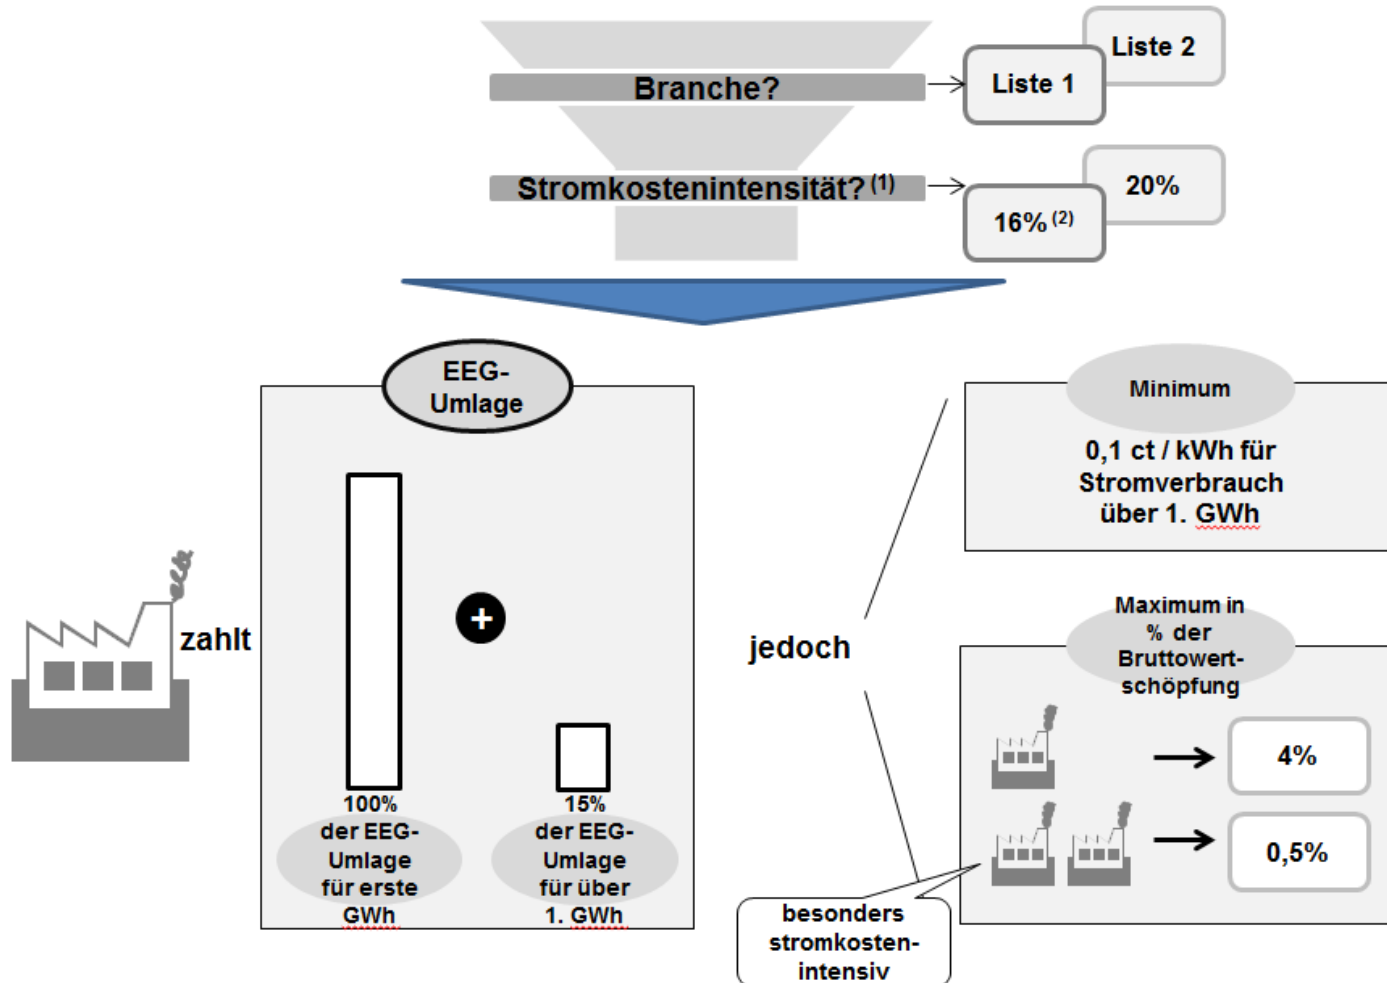 Liste 2
Branche?
Liste 1
Stromkostenintensität? (1)
20%
16% (2)
EEG-
Umlage
Minimum
0,1 ct / kWh für
Stromverbrauch
über 1. GWh
zahlt
+
jedoch
Maximum in
% der
Bruttowert-
schöpfung
4%
0,5%
100%
der EEG-
Umlage
für erste
GWh
15%
der EEG-
Umlage
für über
1. GWh
besonders
stromkosten-
intensiv